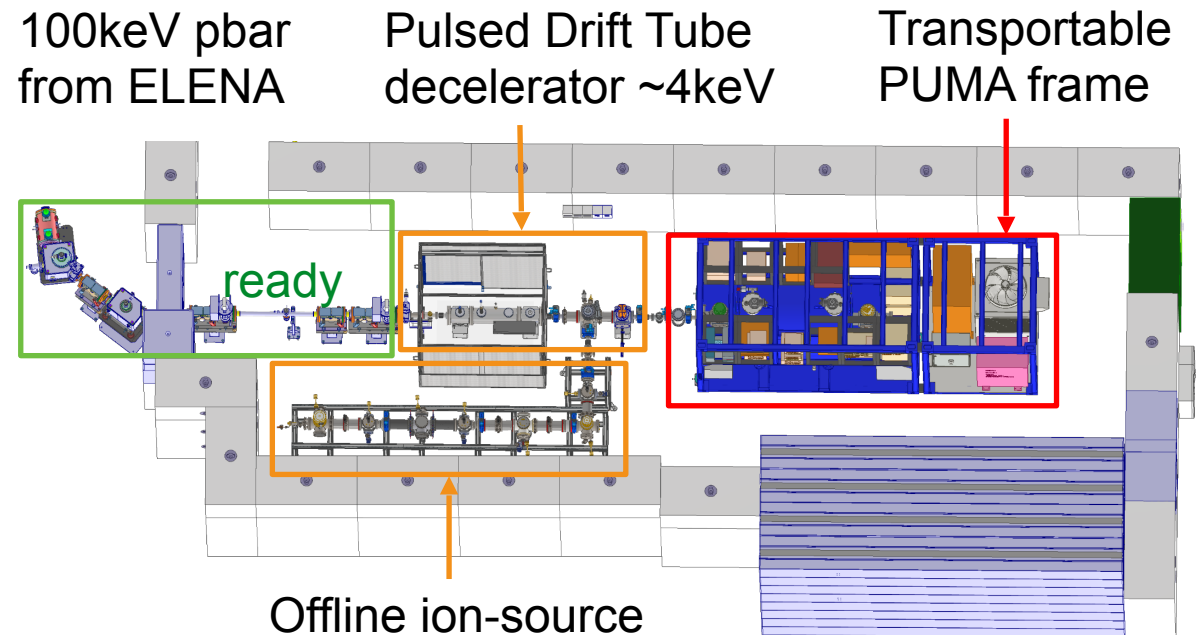 100keV pbar
from ELENA
Pulsed Drift Tube
decelerator ~4keV
Transportable
PUMA frame
ready
Offline ion-source